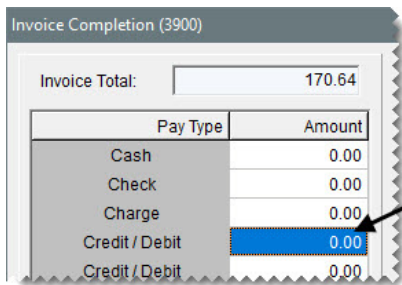 Invoice Completion (3900)
Invoice Total: 170.64
Pay Type Amount
Cash 0.00
Check 0.00
Charge 0.00
Credit / Debit 0.00
Credit / Debit 0.00